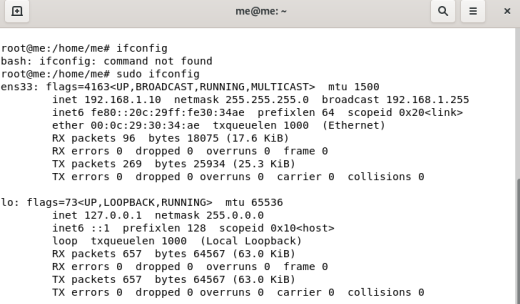 me@me: ~
root@me:/home/me# ifconfig
bash: ifconfig: command not found
root@me:/home/me# sudo ifconfig
ens33: flags=4163<UP,BROADCAST,RUNNING,MULTICAST>  mtu 1500
        inet 192.168.1.10  netmask 255.255.255.0  broadcast 192.168.1.255
        inet6 fe80::20c:29ff:fe30:34ae  prefixlen 64  scopeid 0x20<link>
        ether 00:0c:29:30:34:ae  txqueuelen 1000  (Ethernet)
        RX packets 96  bytes 18075 (17.6 KiB)
        RX errors 0  dropped 0  overruns 0  frame 0
        TX packets 269  bytes 25934 (25.3 KiB)
        TX errors 0  dropped 0 overruns 0  carrier 0  collisions 0
lo: flags=73<UP,LOOPBACK,RUNNING>  mtu 65536
        inet 127.0.0.1  netmask 255.0.0.0
        inet6 ::1  prefixlen 128  scopeid 0x10<host>
        loop  txqueuelen 1000  (Local Loopback)
        RX packets 657  bytes 64567 (63.0 KiB)
        RX errors 0  dropped 0  overruns 0  frame 0
        TX packets 657  bytes 64567 (63.0 KiB)
        TX errors 0  dropped 0 overruns 0  carrier 0  collisions 0